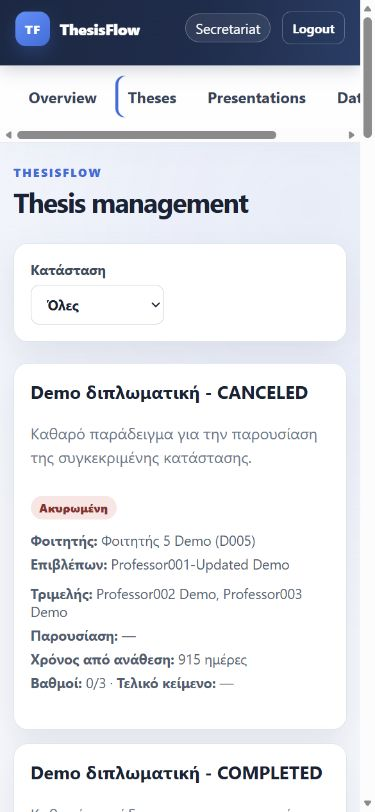 TF ThesisFlow Secretariat Logout
Overview Theses Presentations
THESISFLOW
Thesis management
Κατάσταση
Όλες
Demo διπλωματική - CANCELED
Καθαρό παράδειγμα για την παρουσίαση
της συγκεκριμένης κατάστασης.
Ακυρωμένη
Φοιτητής: Φοιτητής 5 Demo (D005)
Επιβλέπων: Professor001-Updated Demo
Τριμελής: Professor002 Demo, Professor003
Demo
Παρουσίαση: —
Χρόνος από ανάθεση: 915 ημέρες
Βαθμοί: 0/3 · Τελικό κείμενο: —
Demo διπλωματική - COMPLETED